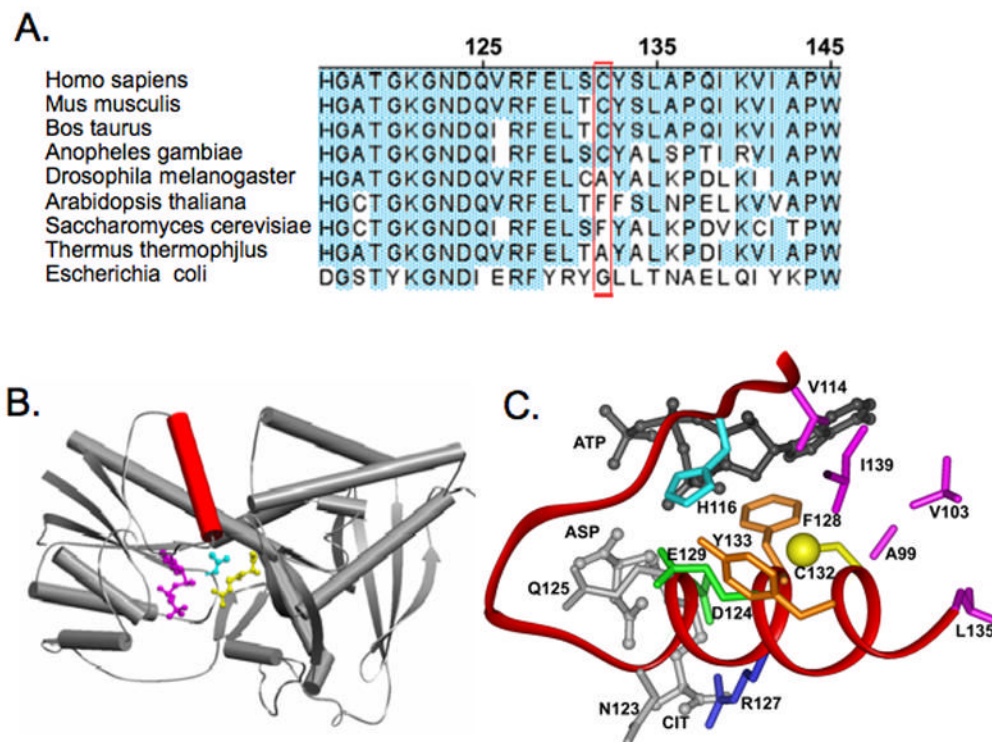 A.
125 135 145
Homo sapiens HGATGKGNDQVRFELSCYSLAPQIKVIAPW
Mus musculis HGATGKGNDQVRFELTCYSLAPQIKVIAPW
Bos taurus HGATGKGNDQIRFELTCYSLAPQIKVIAPW
Anopheles gambiae HGATGKGNDQIRFELSCYALSPTIRVIAPW
Drosophila melanogaster HGATGKGNDQVRFELCAYALKPDLKIIAPW
Arabidopsis thaliana HGCTGKGNDQVRFELTFFSLNPELKVVAPW
Saccharomyces cerevisiae HGCTGKGNDQIRFELSFYALKPDVKCITPW
Thermus thermophjlus HGATGKGNDQVRFELTAYALKPDIKVIAPW
Escherichia coli DGSTYKGNDIERFYRYGLLTNAELQIYKPW
B.
C.
V114
ATP
I139
H116
V103
F128
ASP
Y133
A99
E129
C132
Q125
D124
L135
N123
R127
CIT